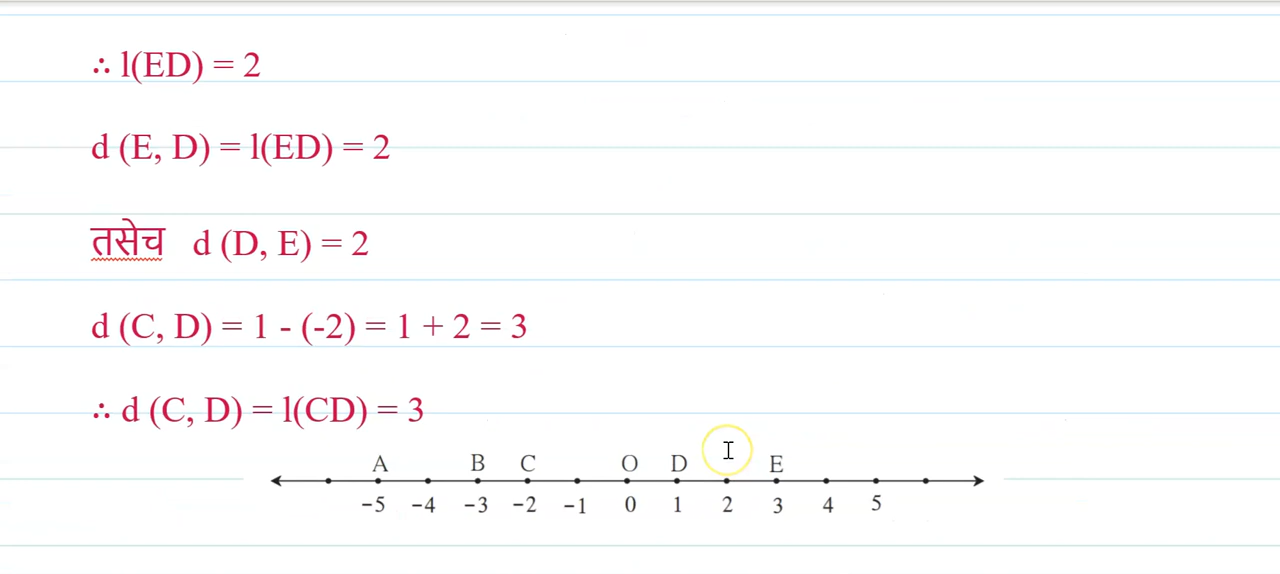 ∴ l(ED) = 2
d (E, D) = l(ED) = 2
तसेच d (D, E) = 2
d (C, D) = 1 - (-2) = 1 + 2 = 3
∴ d (C, D) = l(CD) = 3
A B C O D E
−5 −4 −3 −2 −1 0 1 2 3 4 5